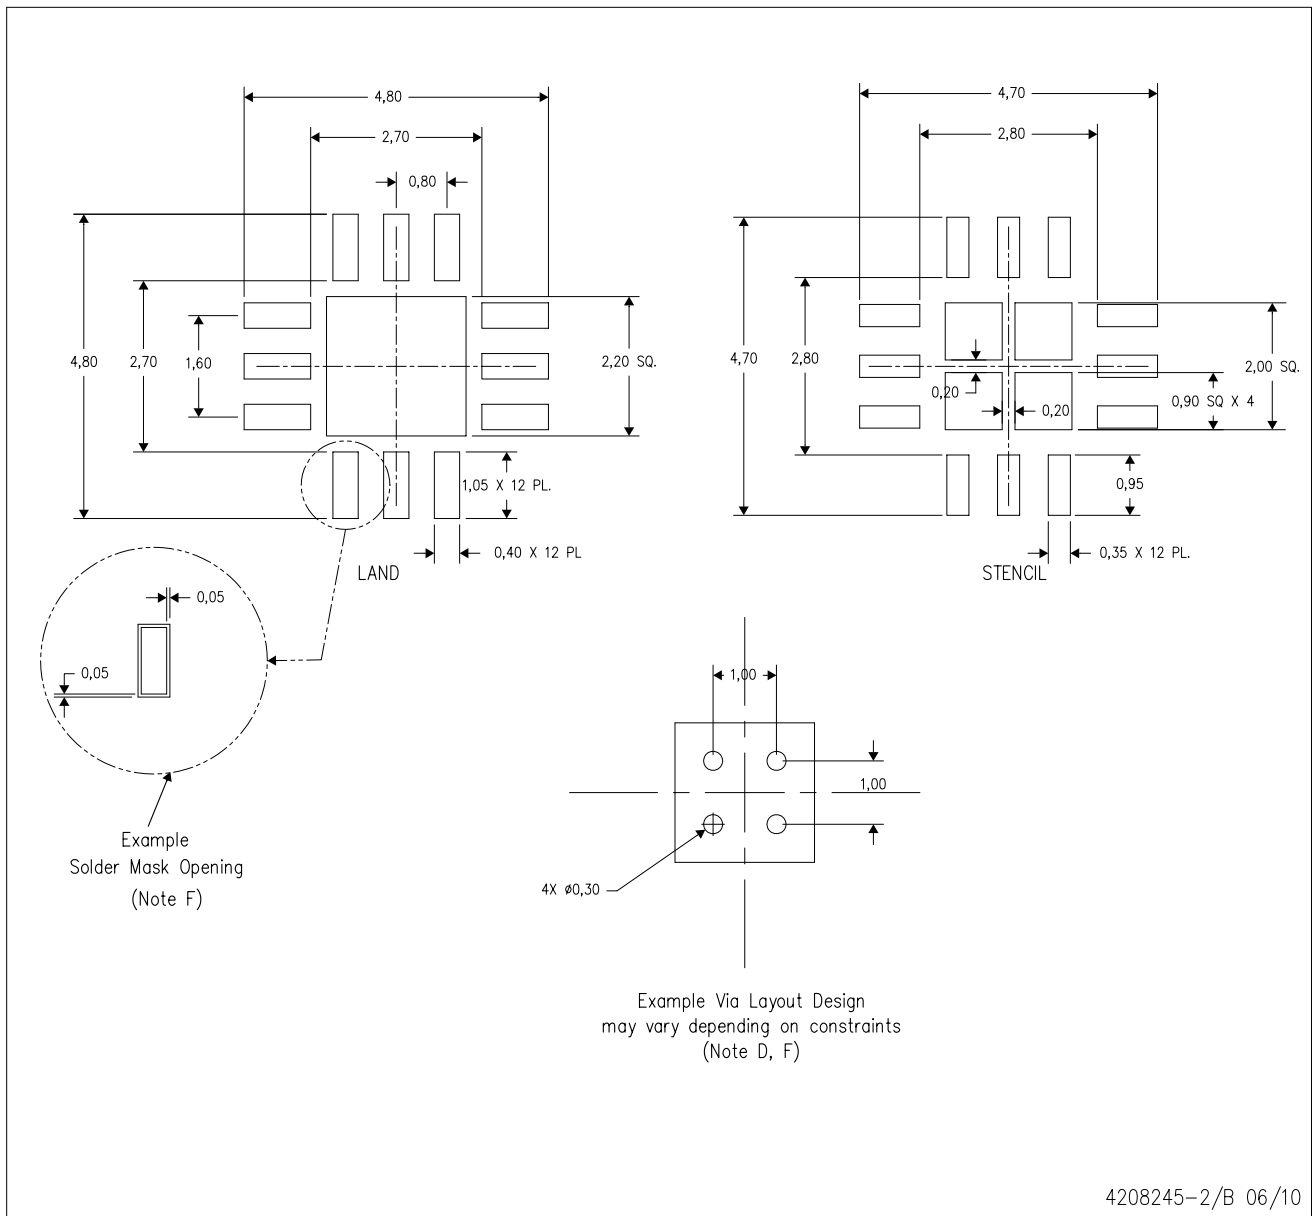 4,80
2,70
0,80
4,80
2,70
1,60
2,20 SQ.
1,05 X 12 PL.
0,40 X 12 PL
LAND
4,70
2,80
4,70
2,80
0,20
0,20
2,00 SQ.
0,90 SQ X 4
0,95
0,35 X 12 PL.
STENCIL
0,05
0,05
Example
Solder Mask Opening
(Note F)
1,00
1,00
4X ø0,30
Example Via Layout Design
may vary depending on constraints
(Note D, F)
4208245-2/B 06/10